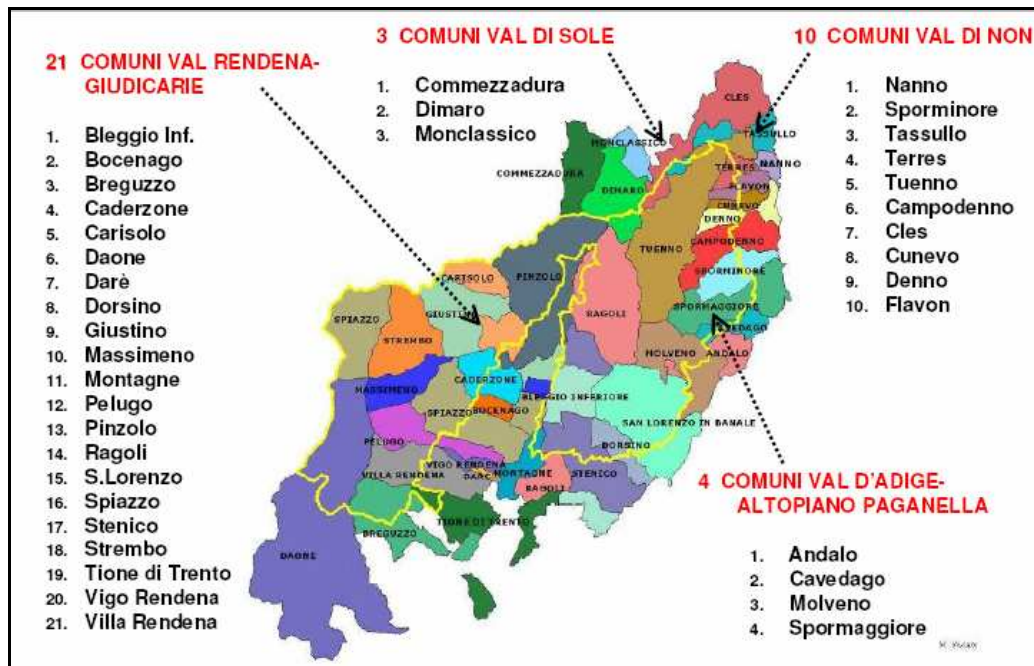 21 COMUNI VAL RENDENA-
GIUDICARIE
1. Bleggio Inf.
2. Bocenago
3. Breguzzo
4. Caderzone
5. Carisolo
6. Daone
7. Darè
8. Dorsino
9. Giustino
10. Massimeno
11. Montagne
12. Pelugo
13. Pinzolo
14. Ragoli
15. S.Lorenzo
16. Spiazzo
17. Stenico
18. Strembo
19. Tione di Trento
20. Vigo Rendena
21. Villa Rendena
3 COMUNI VAL DI SOLE
1. Commezzadura
2. Dimaro
3. Monclassico
10 COMUNI VAL DI NON
1. Nanno
2. Sporminore
3. Tassullo
4. Terres
5. Tuenno
6. Campodenno
7. Cles
8. Cunevo
9. Denno
10. Flavon
CLES
TASSULLO
MONCLASSICO
NANNO
TERRES
COMMEZZADURA
FLAVON
DIMARO
CUNEVO
DENNO
TUENNO
CAMPODENNO
CARISOLO
PINZOLO
SPORMINORE
SPORMAGGIORE
GIUSTINO
RAGOLI
SPIAZZO
STREMBO
MOLVENO
ANDALO
CADERZONE
MASSIMENO
BLEGGIO INFERIORE
SPIAZZO
BOCENAGO
SAN LORENZO IN BANALE
PELUGO
DORSINO
VIGO RENDENA
VILLA RENDENA
MONTAGNE
STENICO
RAGOLI
TIONE DI TRENTO
BREGUZZO
DAONE
4 COMUNI VAL D'ADIGE-
ALTOPIANO PAGANELLA
1. Andalo
2. Cavedago
3. Molveno
4. Spormaggiore